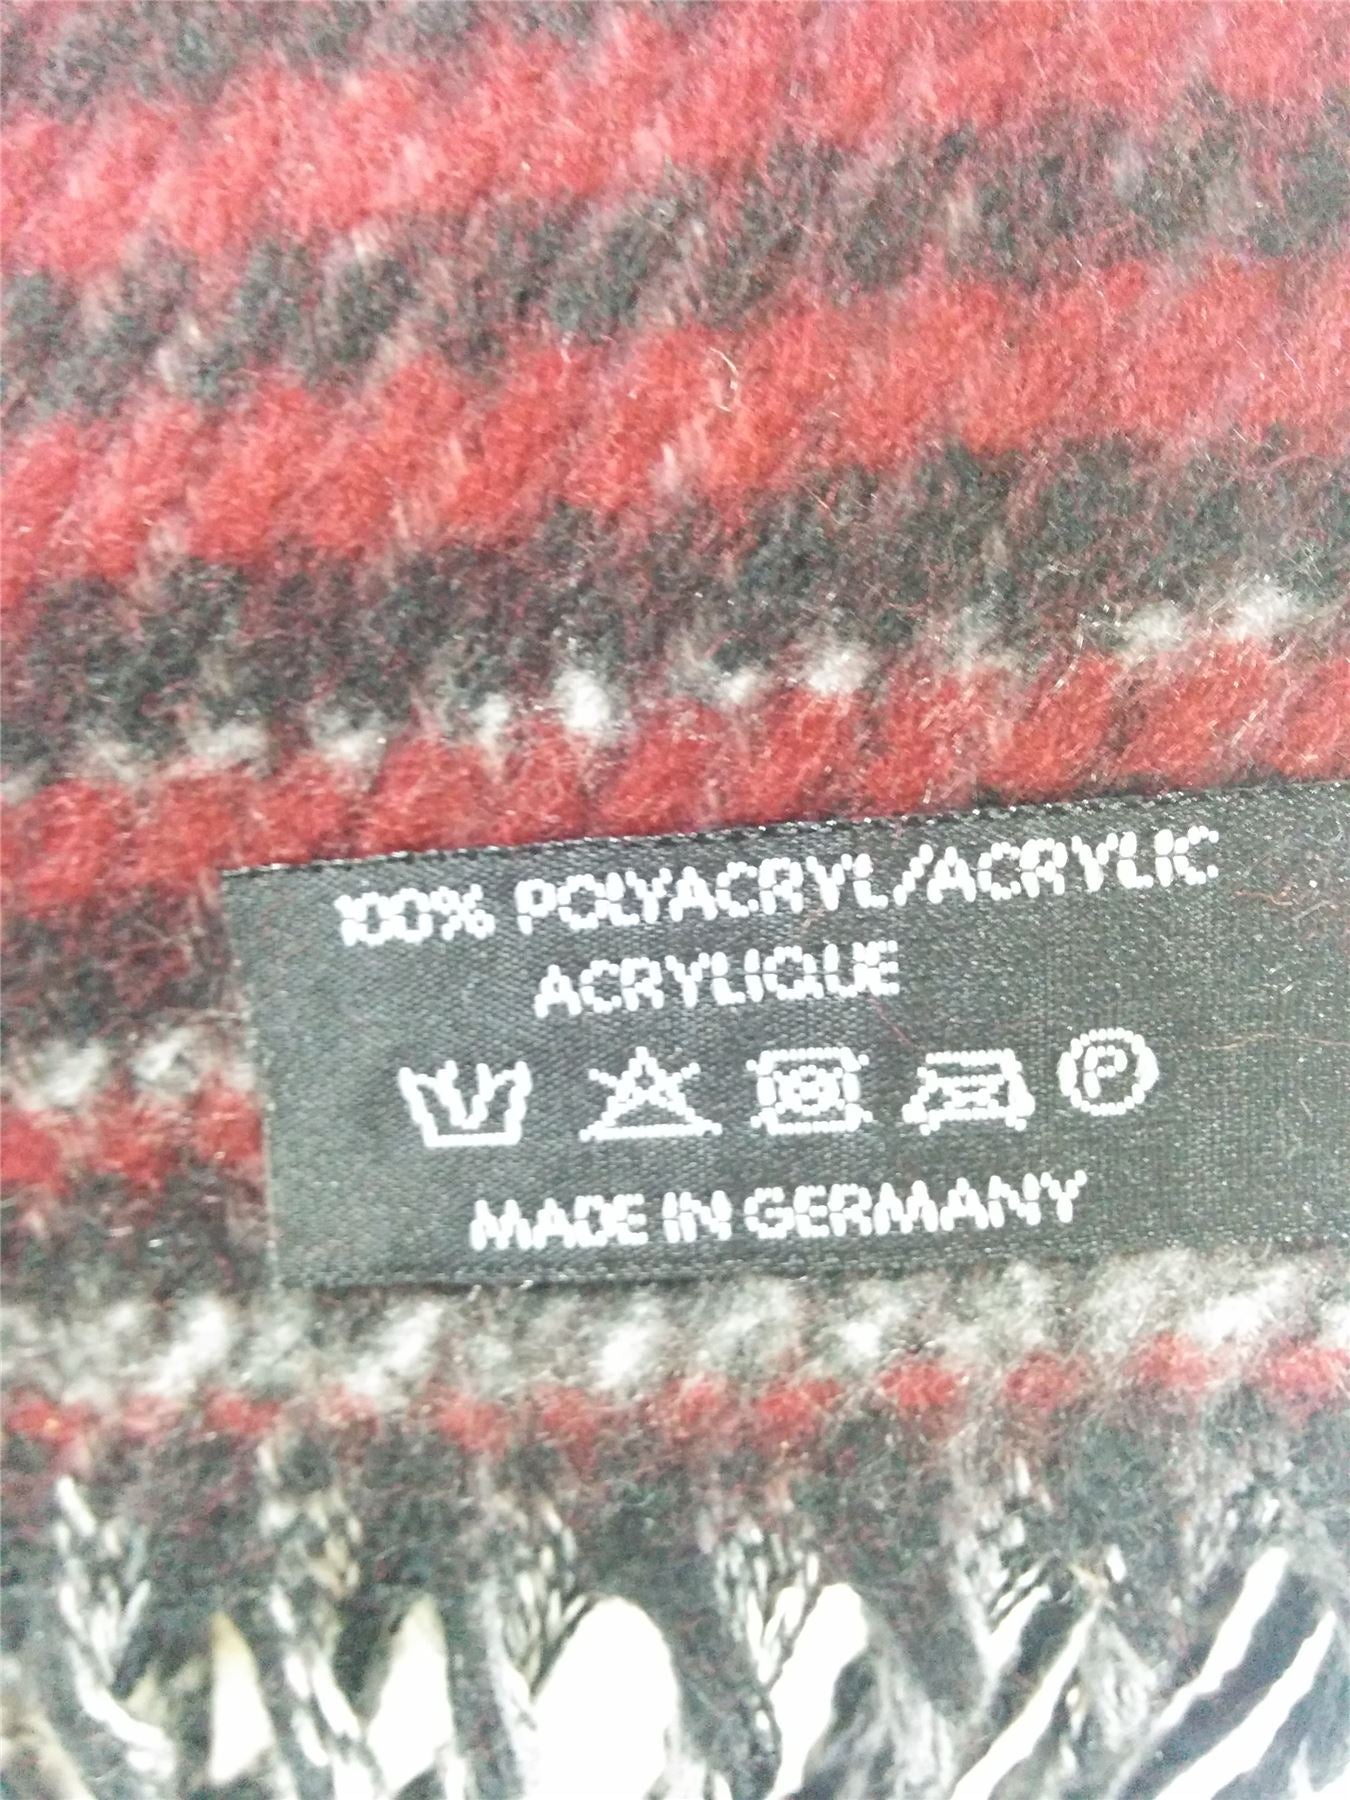 100% POLYACRYL/ACRYLIC
ACRYLIQUE
P
MADE IN GERMANY